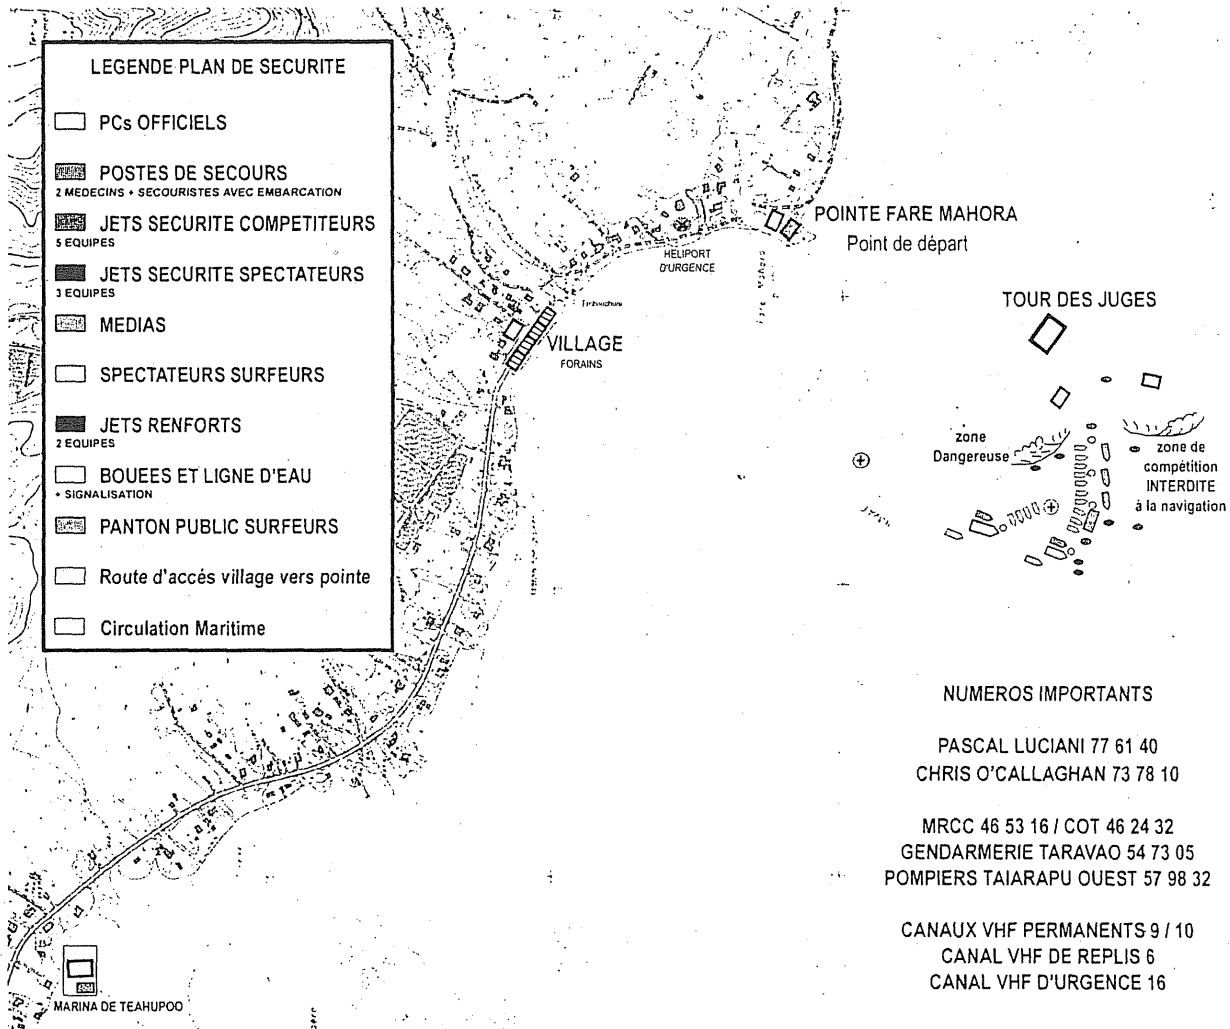 LEGENDE PLAN DE SECURITE
PCs OFFICIELS
POSTES DE SECOURS
2 MEDECINS + SECOURISTES AVEC EMBARCATION
JETS SECURITE COMPETITEURS
5 EQUIPES
JETS SECURITE SPECTATEURS
3 EQUIPES
MEDIAS
SPECTATEURS SURFEURS
JETS RENFORTS
2 EQUIPES
BOUEES ET LIGNE D'EAU
+ SIGNALISATION
PANTON PUBLIC SURFEURS
Route d'accés village vers pointe
Circulation Maritime
POINTE FARE MAHORA
Point de départ
HELIPORT
D'URGENCE
Embouchure
VILLAGE
FORAINS
TOUR DES JUGES
zone
Dangereuse
zone de
compétition
INTERDITE
à la navigation
NUMEROS IMPORTANTS
PASCAL LUCIANI 77 61 40
CHRIS O'CALLAGHAN 73 78 10
MRCC 46 53 16 / COT 46 24 32
GENDARMERIE TARAVAO 54 73 05
POMPIERS TAIARAPU OUEST 57 98 32
CANAUX VHF PERMANENTS 9 / 10
CANAL VHF DE REPLIS 6
CANAL VHF D'URGENCE 16
MARINA DE TEAHUPOO